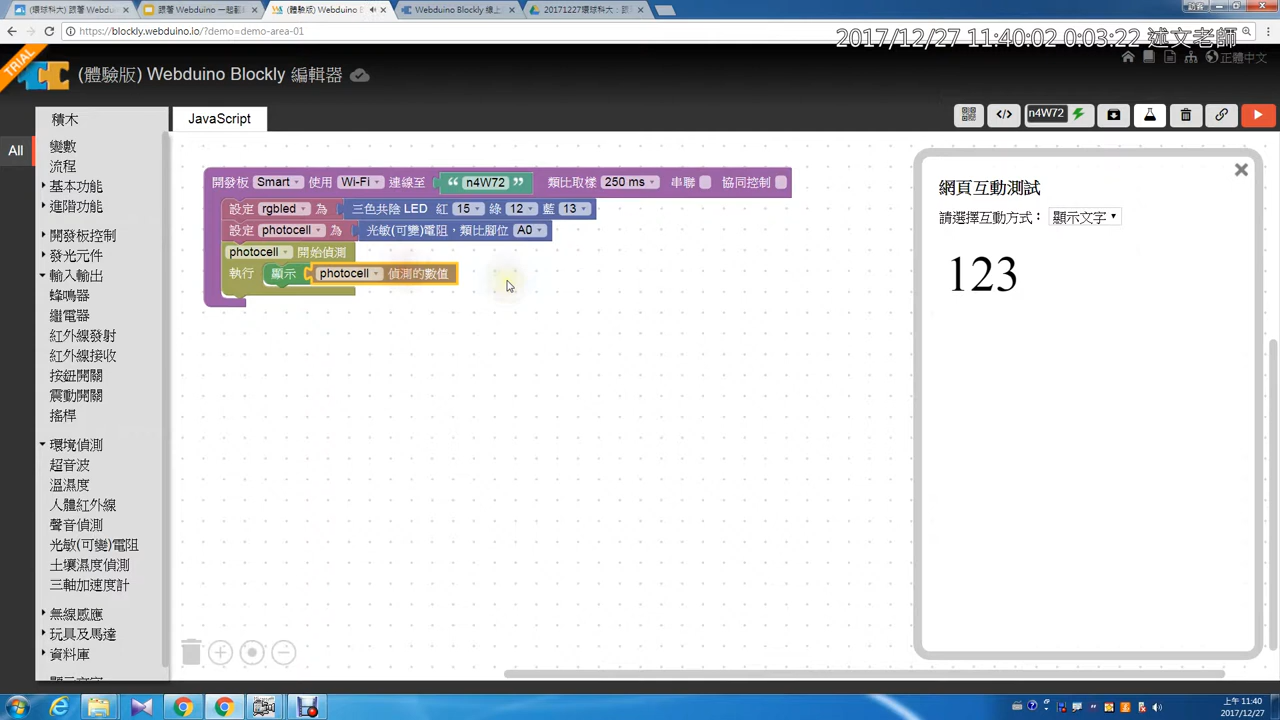 (環球科大) 跟著 Webduin
跟著 Webduino 一起翻
(體驗版) Webduino Bl
Webduino Blockly 線上
20171227環球科大：跟
訪客
https://blockly.webduino.io/?demo=demo-area-01
2017/12/27 11:40:02 0:03:22 述文老師
TRIAL
(體驗版) Webduino Blockly 編輯器
正體中文
n4W72
積木
JavaScript
All
變數
流程
基本功能
進階功能
開發板控制
發光元件
輸入輸出
蜂鳴器
繼電器
紅外線發射
紅外線接收
按鈕開關
震動開關
搖桿
環境偵測
超音波
溫濕度
人體紅外線
聲音偵測
光敏(可變)電阻
土壤濕度偵測
三軸加速度計
無線感應
玩具及馬達
資料庫
開發板 Smart 使用 Wi-Fi 連線至 “ n4W72 ” 類比取樣 250 ms 串聯 協同控制
設定 rgbled 為 三色共陰 LED 紅 15 綠 12 藍 13
設定 photocell 為 光敏(可變)電阻，類比腳位 A0
photocell 開始偵測
執行 顯示 photocell 偵測的數值
網頁互動測試
請選擇互動方式： 顯示文字
123
上午 11:40
2017/12/27